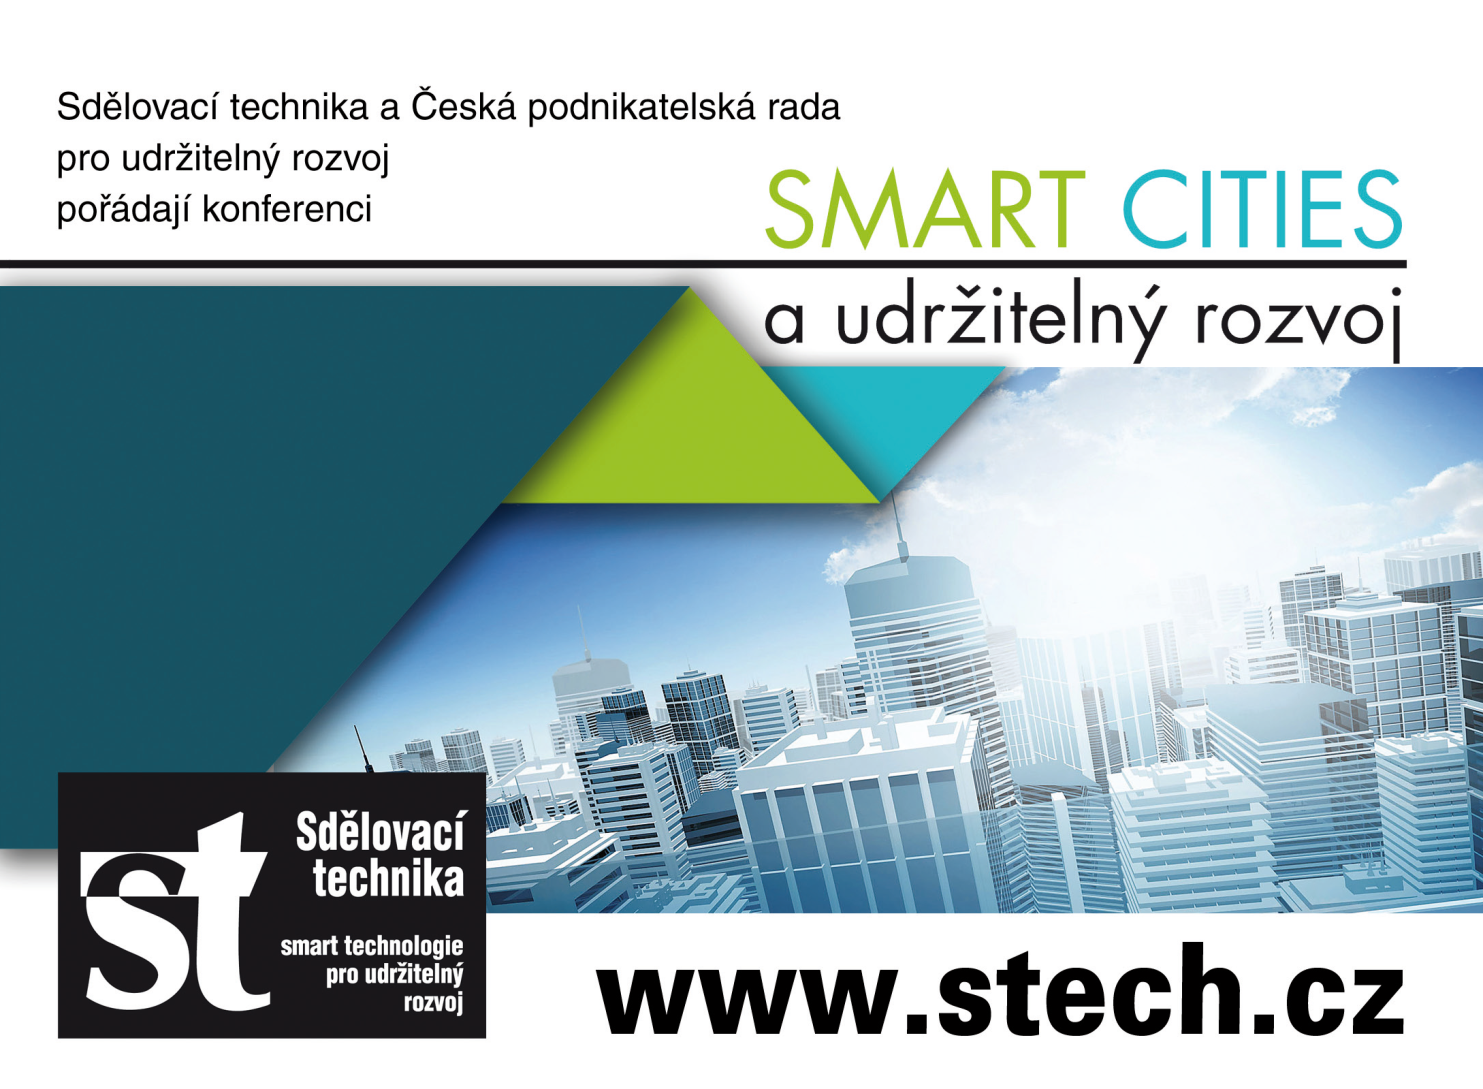 Sdělovací technika a Česká podnikatelská rada
pro udržitelný rozvoj
pořádají konferenci
SMART CITIES
a udržitelný rozvoj
st
Sdělovací
technika
smart technologie
pro udržitelný
rozvoj
www.stech.cz